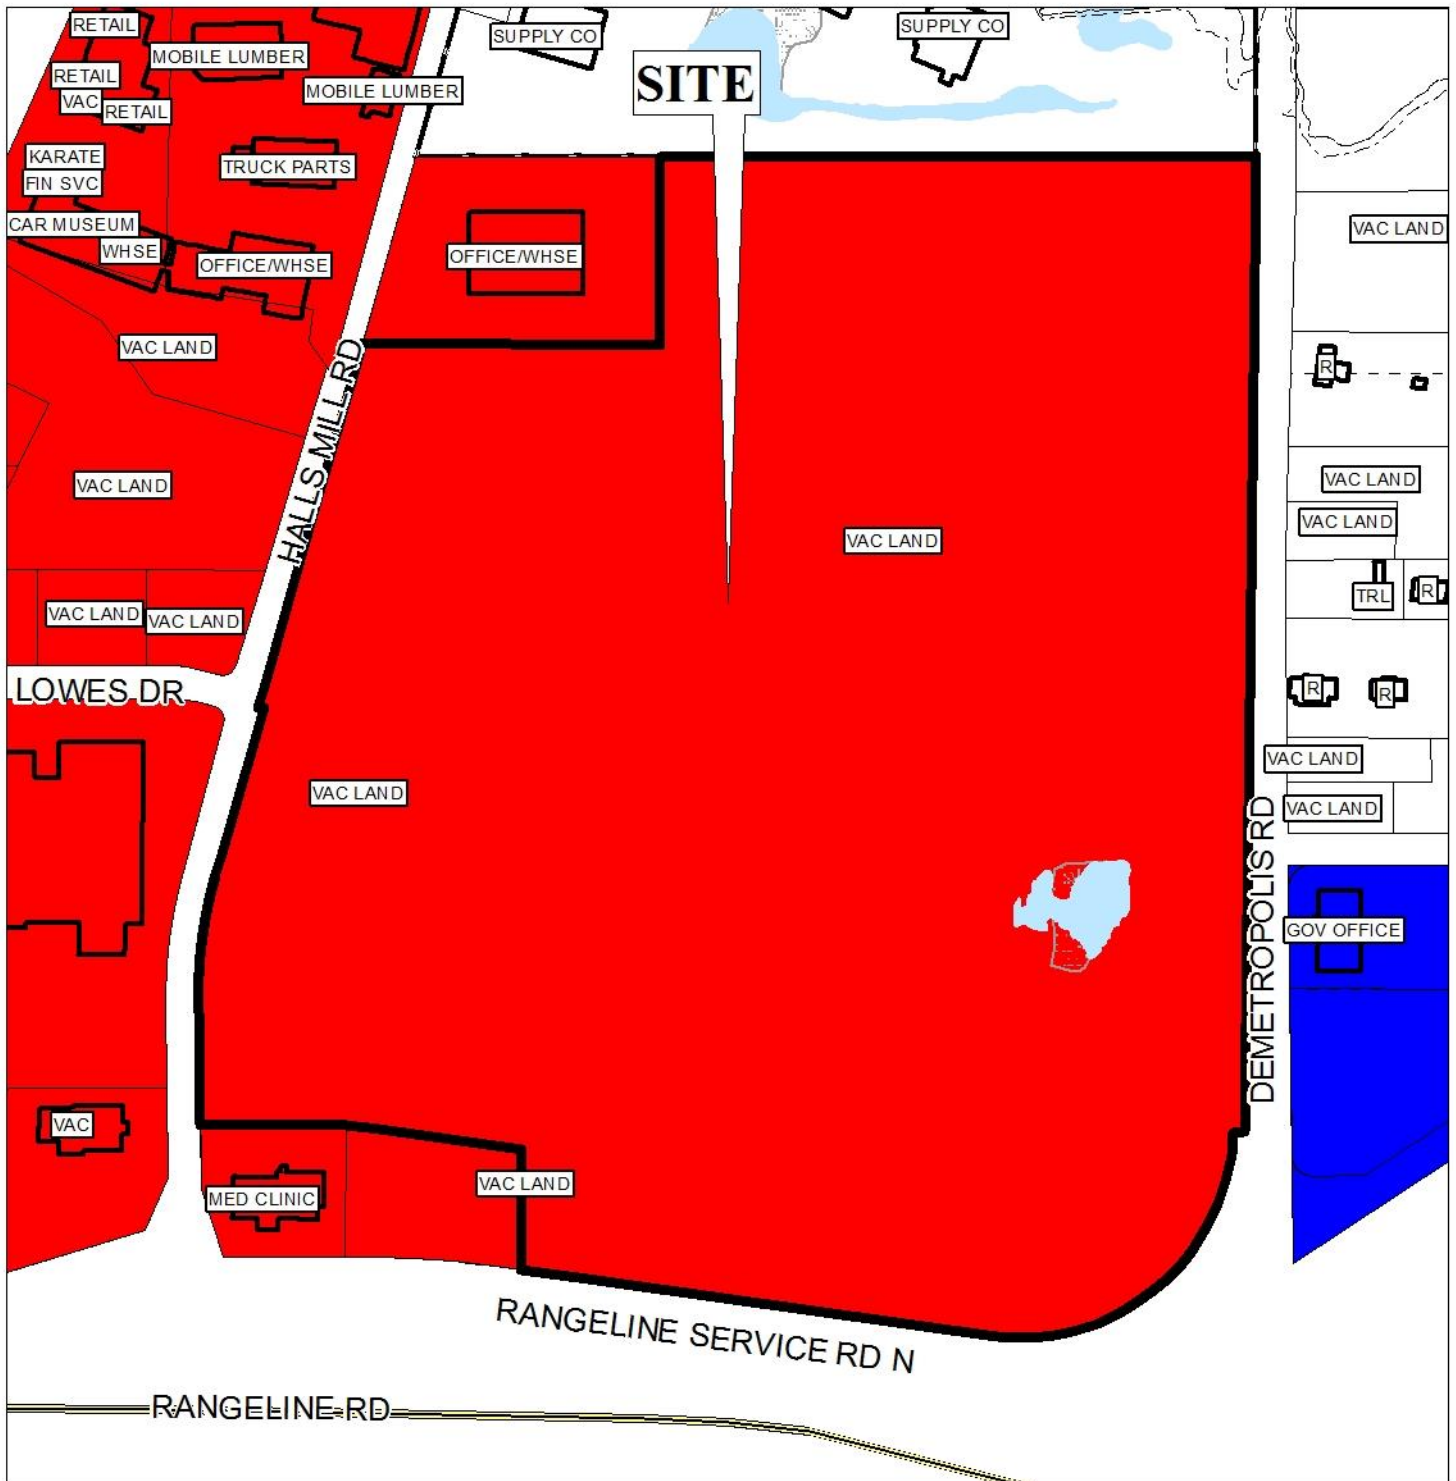 RETAIL
SUPPLY CO
SUPPLY CO
MOBILE LUMBER
RETAIL
MOBILE LUMBER
SITE
VAC
RETAIL
KARATE
TRUCK PARTS
FIN SVC
CAR MUSEUM
VAC LAND
WHSE
OFFICE/WHSE
OFFICE/WHSE
VAC LAND
R
HALLS MILL RD
VAC LAND
VAC LAND
VAC LAND
VAC LAND
TRL
R
VAC LAND
VAC LAND
LOWES DR
R
R
VAC LAND
VAC LAND
VAC LAND
DEMETROPOLIS RD
GOV OFFICE
VAC
VAC LAND
MED CLINIC
RANGELINE SERVICE RD N
RANGELINE RD